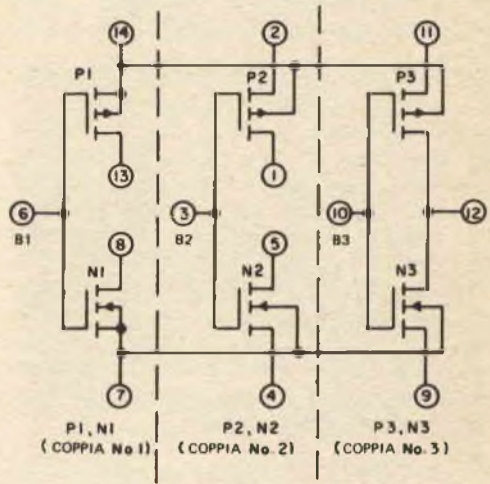 14 2 11
P1 P2 P3
13 1
6 3 10 12
B1 B2 B3
8 5
N1 N2 N3
7 4 9
P1, N1 P2, N2 P3, N3
(COPPIA No 1) (COPPIA No. 2) (COPPIA No. 3)